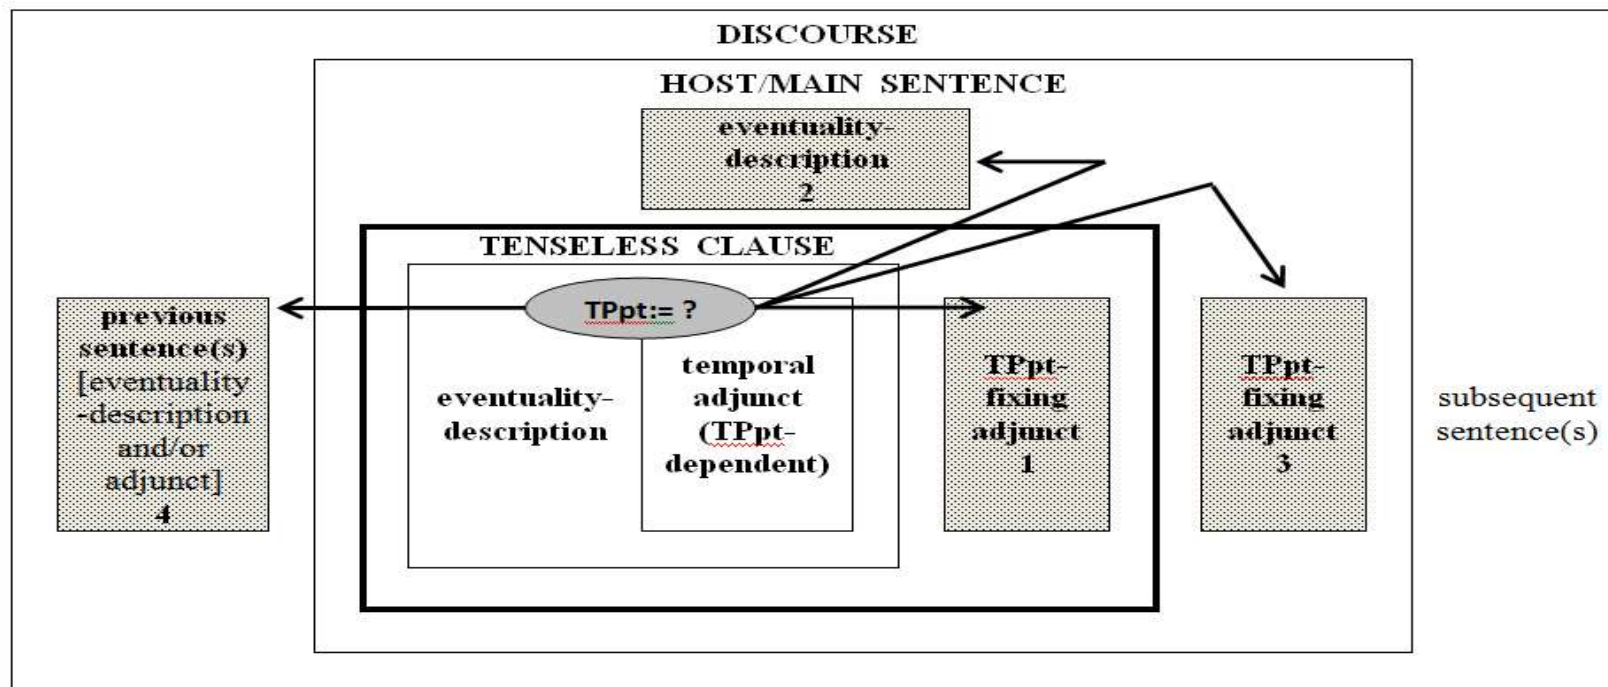 DISCOURSE
HOST/MAIN SENTENCE
eventuality-
description
2
TENSELESS CLAUSE
TPpt:= ?
previous
sentence(s)
[eventuality
-description
and/or
adjunct]
4
eventuality-
description
temporal
adjunct
(TPpt-
dependent)
TPpt-
fixing
adjunct
1
TPpt-
fixing
adjunct
3
subsequent
sentence(s)